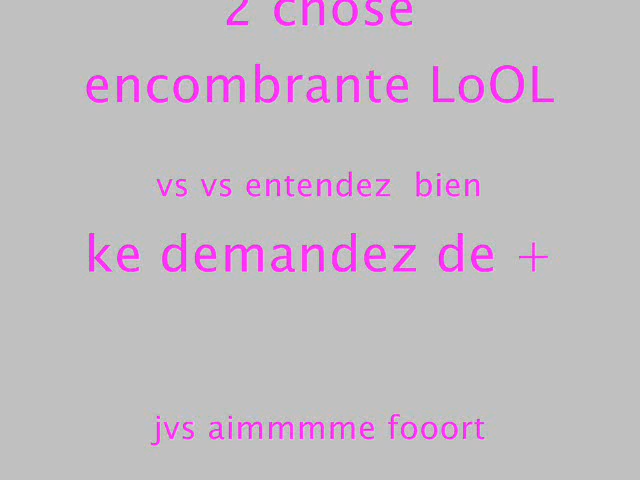 2 chose
encombrante LoOL
vs vs entendez bien
ke demandez de +
jvs aimmmme fooort